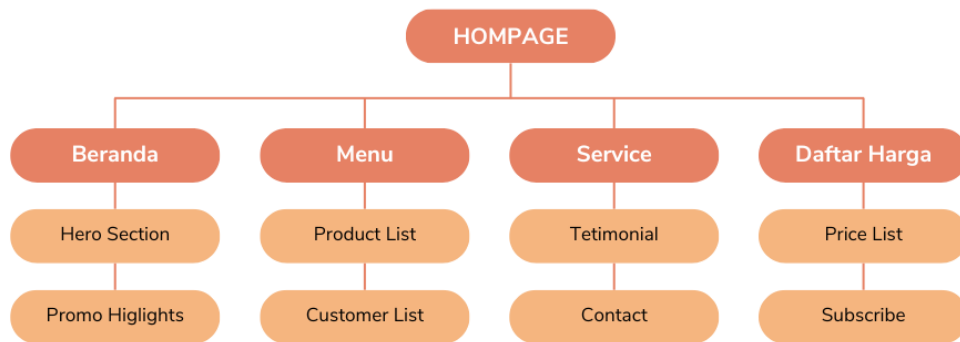 HOMPAGE
Beranda
Menu
Service
Daftar Harga
Hero Section
Product List
Tetimonial
Price List
Promo Higlights
Customer List
Contact
Subscribe